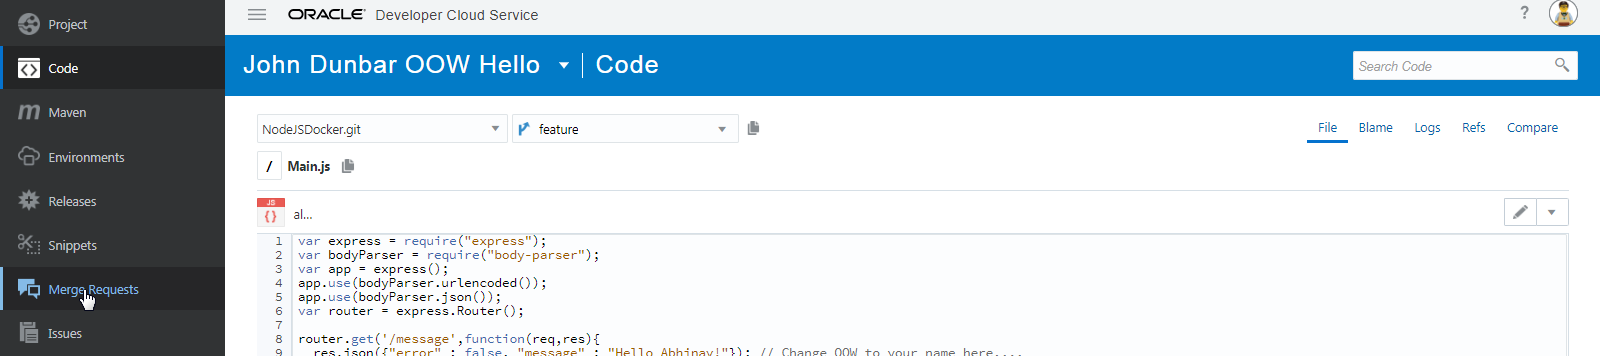 Project
Code
Maven
Environments
Releases
Snippets
Merge Requests
Issues
ORACLE Developer Cloud Service
?
John Dunbar OOW Hello Code
Search Code
NodeJSDocker.git feature
File Blame Logs Refs Compare
/ Main.js
JS
{}
al...
1 var express = require("express");
2 var bodyParser = require("body-parser");
3 var app = express();
4 app.use(bodyParser.urlencoded());
5 app.use(bodyParser.json());
6 var router = express.Router();
7
8 router.get('/message',function(req,res){
9 res.json({"error" : false, "message" : "Hello Abhinav!"}); // Change OOW to your name here....